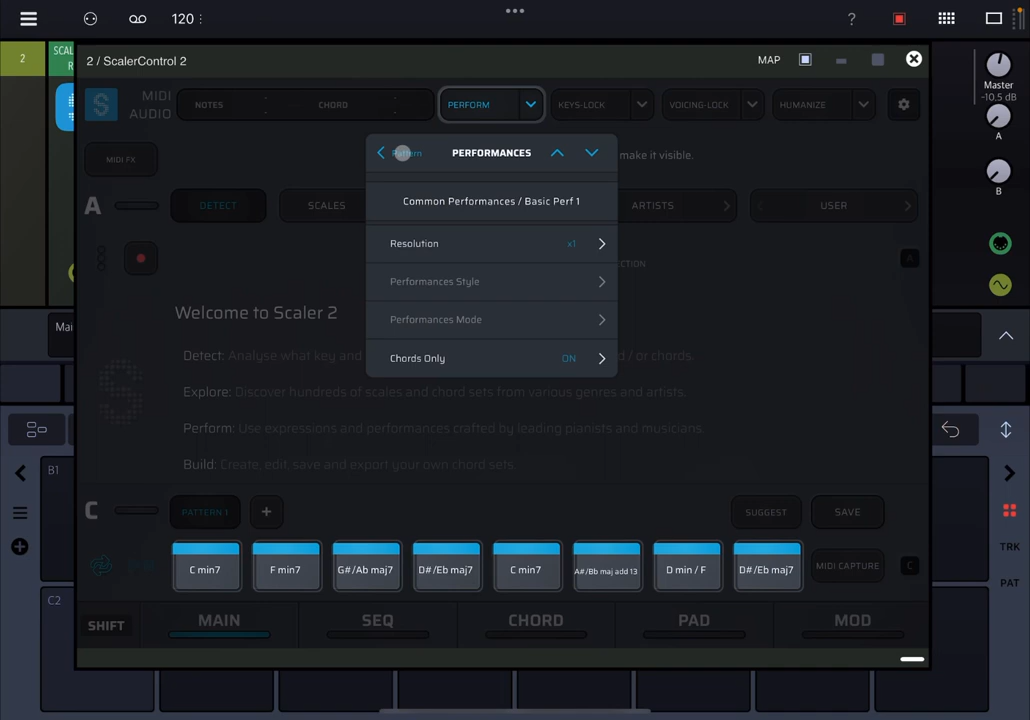 120
?
2
SCAL
R
2 / ScalerControl 2
MAP
S
MIDI
AUDIO
NOTES - -
CHORD - -
PERFORM
KEYS-LOCK
VOICING-LOCK
HUMANIZE
Master
-10.5 dB
A
B
MIDI FX
Pattern
PERFORMANCES
make it visible.
A
DETECT
SCALES
ARTISTS
USER
Common Performances / Basic Perf 1
Resolution x1
Performances Style
Performances Mode
Chords Only ON
A
Welcome to Scaler 2
Detect: Analyse what key and d / or chords.
Explore: Discover hundreds of scales and chord sets from various genres and artists.
Perform: Use expressions and performances crafted by leading pianists and musicians.
Build: Create, edit, save and export your own chord sets.
Mai
C
PATTERN 1
+
SUGGEST
SAVE
C min7
F min7
G#/Ab maj7
D#/Eb maj7
C min7
A#/Bb maj add 13
D min / F
D#/Eb maj7
MIDI CAPTURE
C
SHIFT
MAIN
SEQ
CHORD
PAD
MOD
B1
C2
TRK
PAT